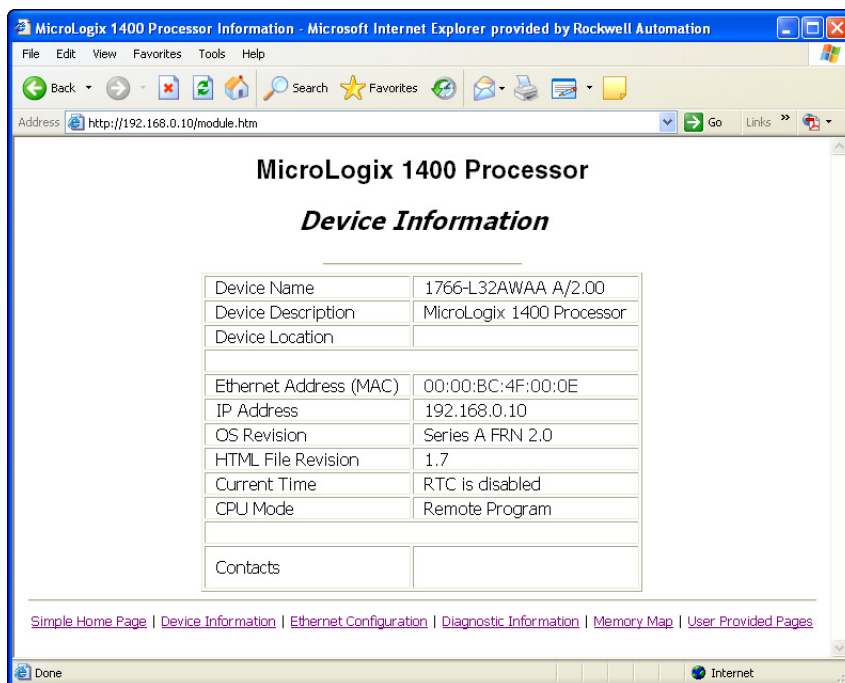 MicroLogix 1400 Processor Information - Microsoft Internet Explorer provided by Rockwell Automation
File Edit View Favorites Tools Help
Back Search Favorites
Address http://192.168.0.10/module.htm Go Links »
MicroLogix 1400 Processor
Device Information
Device Name 1766-L32AWAA A/2.00
Device Description MicroLogix 1400 Processor
Device Location
Ethernet Address (MAC) 00:00:BC:4F:00:0E
IP Address 192.168.0.10
OS Revision Series A FRN 2.0
HTML File Revision 1.7
Current Time RTC is disabled
CPU Mode Remote Program
Contacts
Simple Home Page | Device Information | Ethernet Configuration | Diagnostic Information | Memory Map | User Provided Pages
Done Internet